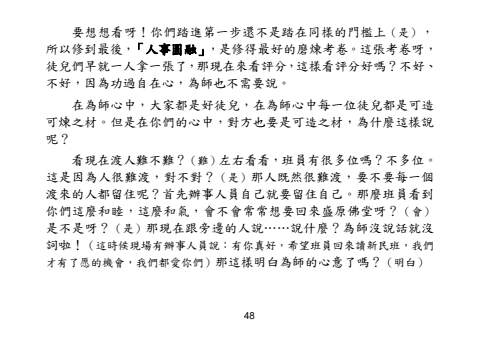 要想想看呀！你們踏進第一步還不是踏在同樣的門檻上（是），
所以修到最後，「人事圓融」，是修得最好的磨煉考卷。這張考卷呀，
徒兒們早就一人拿一張了，那現在來看評分，這樣看評分好嗎？不好、
不好，因為功過自在心，為師也不需要說。
在為師心中，大家都是好徒兒，在為師心中每一位徒兒都是可造
可煉之材。但是在你們的心中，對方也要是可造之材，為什麼這樣說
呢？
看現在渡人難不難？（難）左右看看，班員有很多位嗎？不多位。
這是因為人很難渡，對不對？（是）那人既然很難渡，要不要每一個
渡來的人都留住呢？首先辦事人員自己就要留住自己。那麼班員看到
你們這麼和睦，這麼和氣，會不會常常想要回來盛原佛堂呀？（會）
是不是呀？（是）那現在跟旁邊的人說……說什麼？為師沒說話就沒
詞啦！（這時候現場有辦事人員說：有你真好，希望班員回來讀新民班，我們
才有了愿的機會，我們都愛你們）那這樣明白為師的心意了嗎？（明白）
48